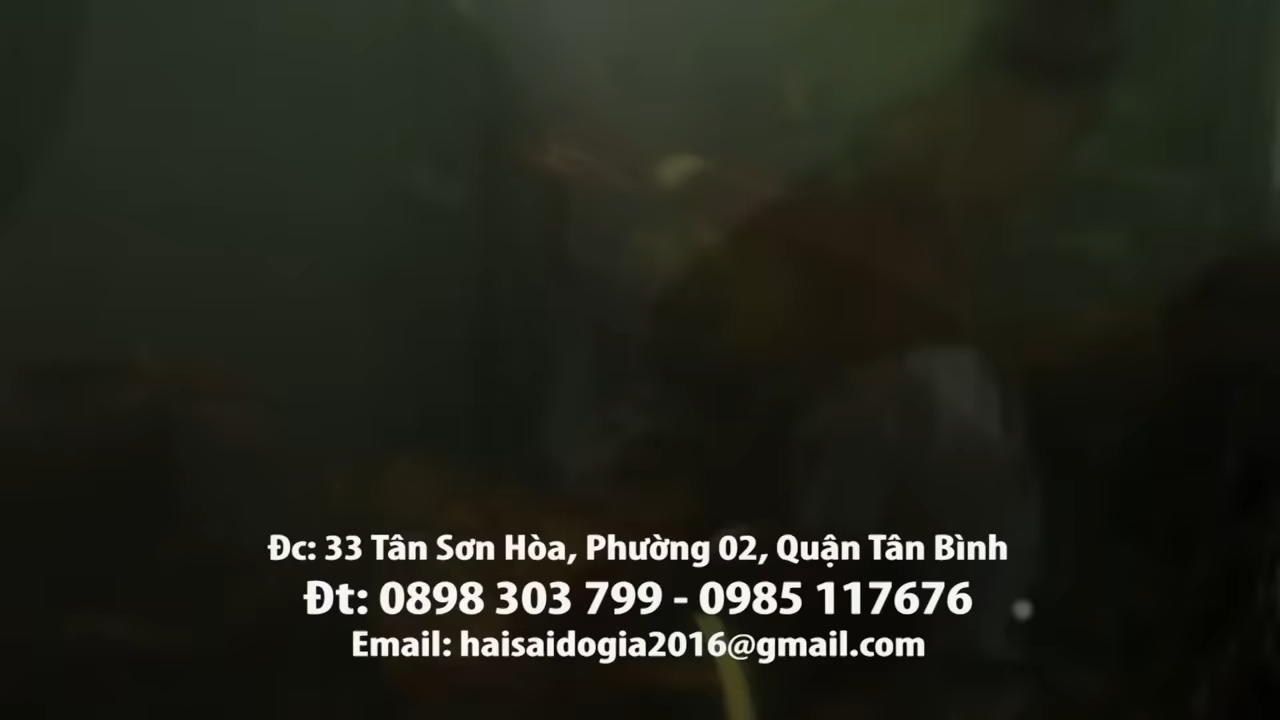 Đc: 33 Tân Sơn Hòa, Phường 02, Quận Tân Bình
Đt: 0898 303 799 - 0985 117676
Email: haisaidogia2016@gmail.com